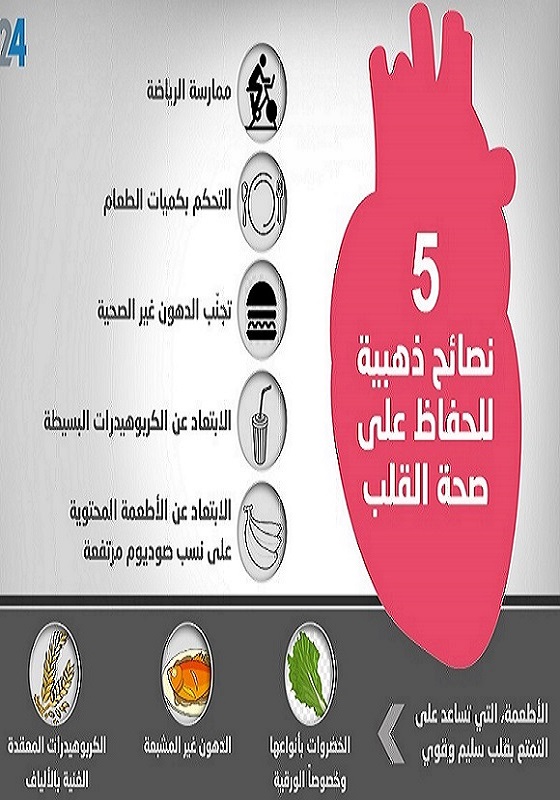 24
5
نصائح ذهبية
للحفاظ على
صحة القلب
ممارسة الرياضة
التحكم بكميات الطعام
تجنّب الدهون غير الصحية
الابتعاد عن الكربوهيدرات البسيطة
الابتعاد عن الأطعمة المحتوية
على نسب صوديوم مرتفعة
الأطعمة، التي تساعد على
التمتع بقلب سليم وقوي
الخضروات بأنواعها
وخصوصاً الورقية
الدهون غير المشبعة
الكربوهيدرات المعقدة
الغنية بالألياف